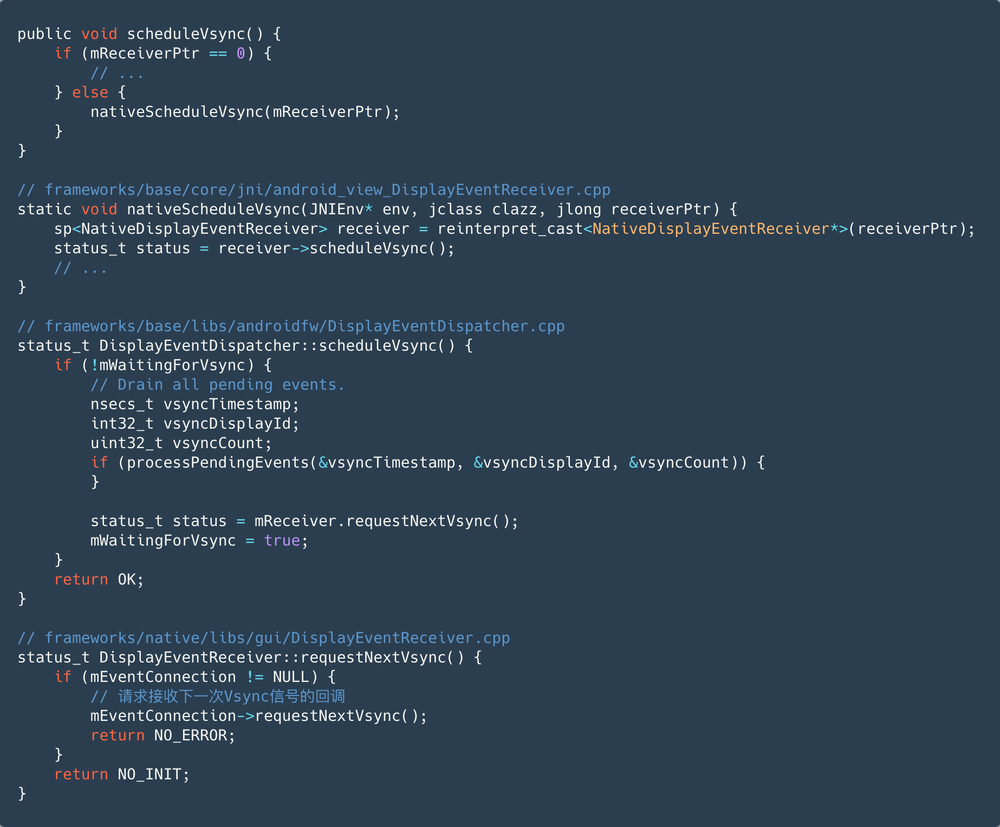 public void scheduleVsync() {
    if (mReceiverPtr == 0) {
        // ...
    } else {
        nativeScheduleVsync(mReceiverPtr);
    }
}

// frameworks/base/core/jni/android_view_DisplayEventReceiver.cpp
static void nativeScheduleVsync(JNIEnv* env, jclass clazz, jlong receiverPtr) {
    sp<NativeDisplayEventReceiver> receiver = reinterpret_cast<NativeDisplayEventReceiver*>(receiverPtr);
    status_t status = receiver->scheduleVsync();
    // ...
}

// frameworks/base/libs/androidfw/DisplayEventDispatcher.cpp
status_t DisplayEventDispatcher::scheduleVsync() {
    if (!mWaitingForVsync) {
        // Drain all pending events.
        nsecs_t vsyncTimestamp;
        int32_t vsyncDisplayId;
        uint32_t vsyncCount;
        if (processPendingEvents(&vsyncTimestamp, &vsyncDisplayId, &vsyncCount)) {
        }

        status_t status = mReceiver.requestNextVsync();
        mWaitingForVsync = true;
    }
    return OK;
}

// frameworks/native/libs/gui/DisplayEventReceiver.cpp
status_t DisplayEventReceiver::requestNextVsync() {
    if (mEventConnection != NULL) {
        // 请求接收下一次Vsync信号的回调
        mEventConnection->requestNextVsync();
        return NO_ERROR;
    }
    return NO_INIT;
}